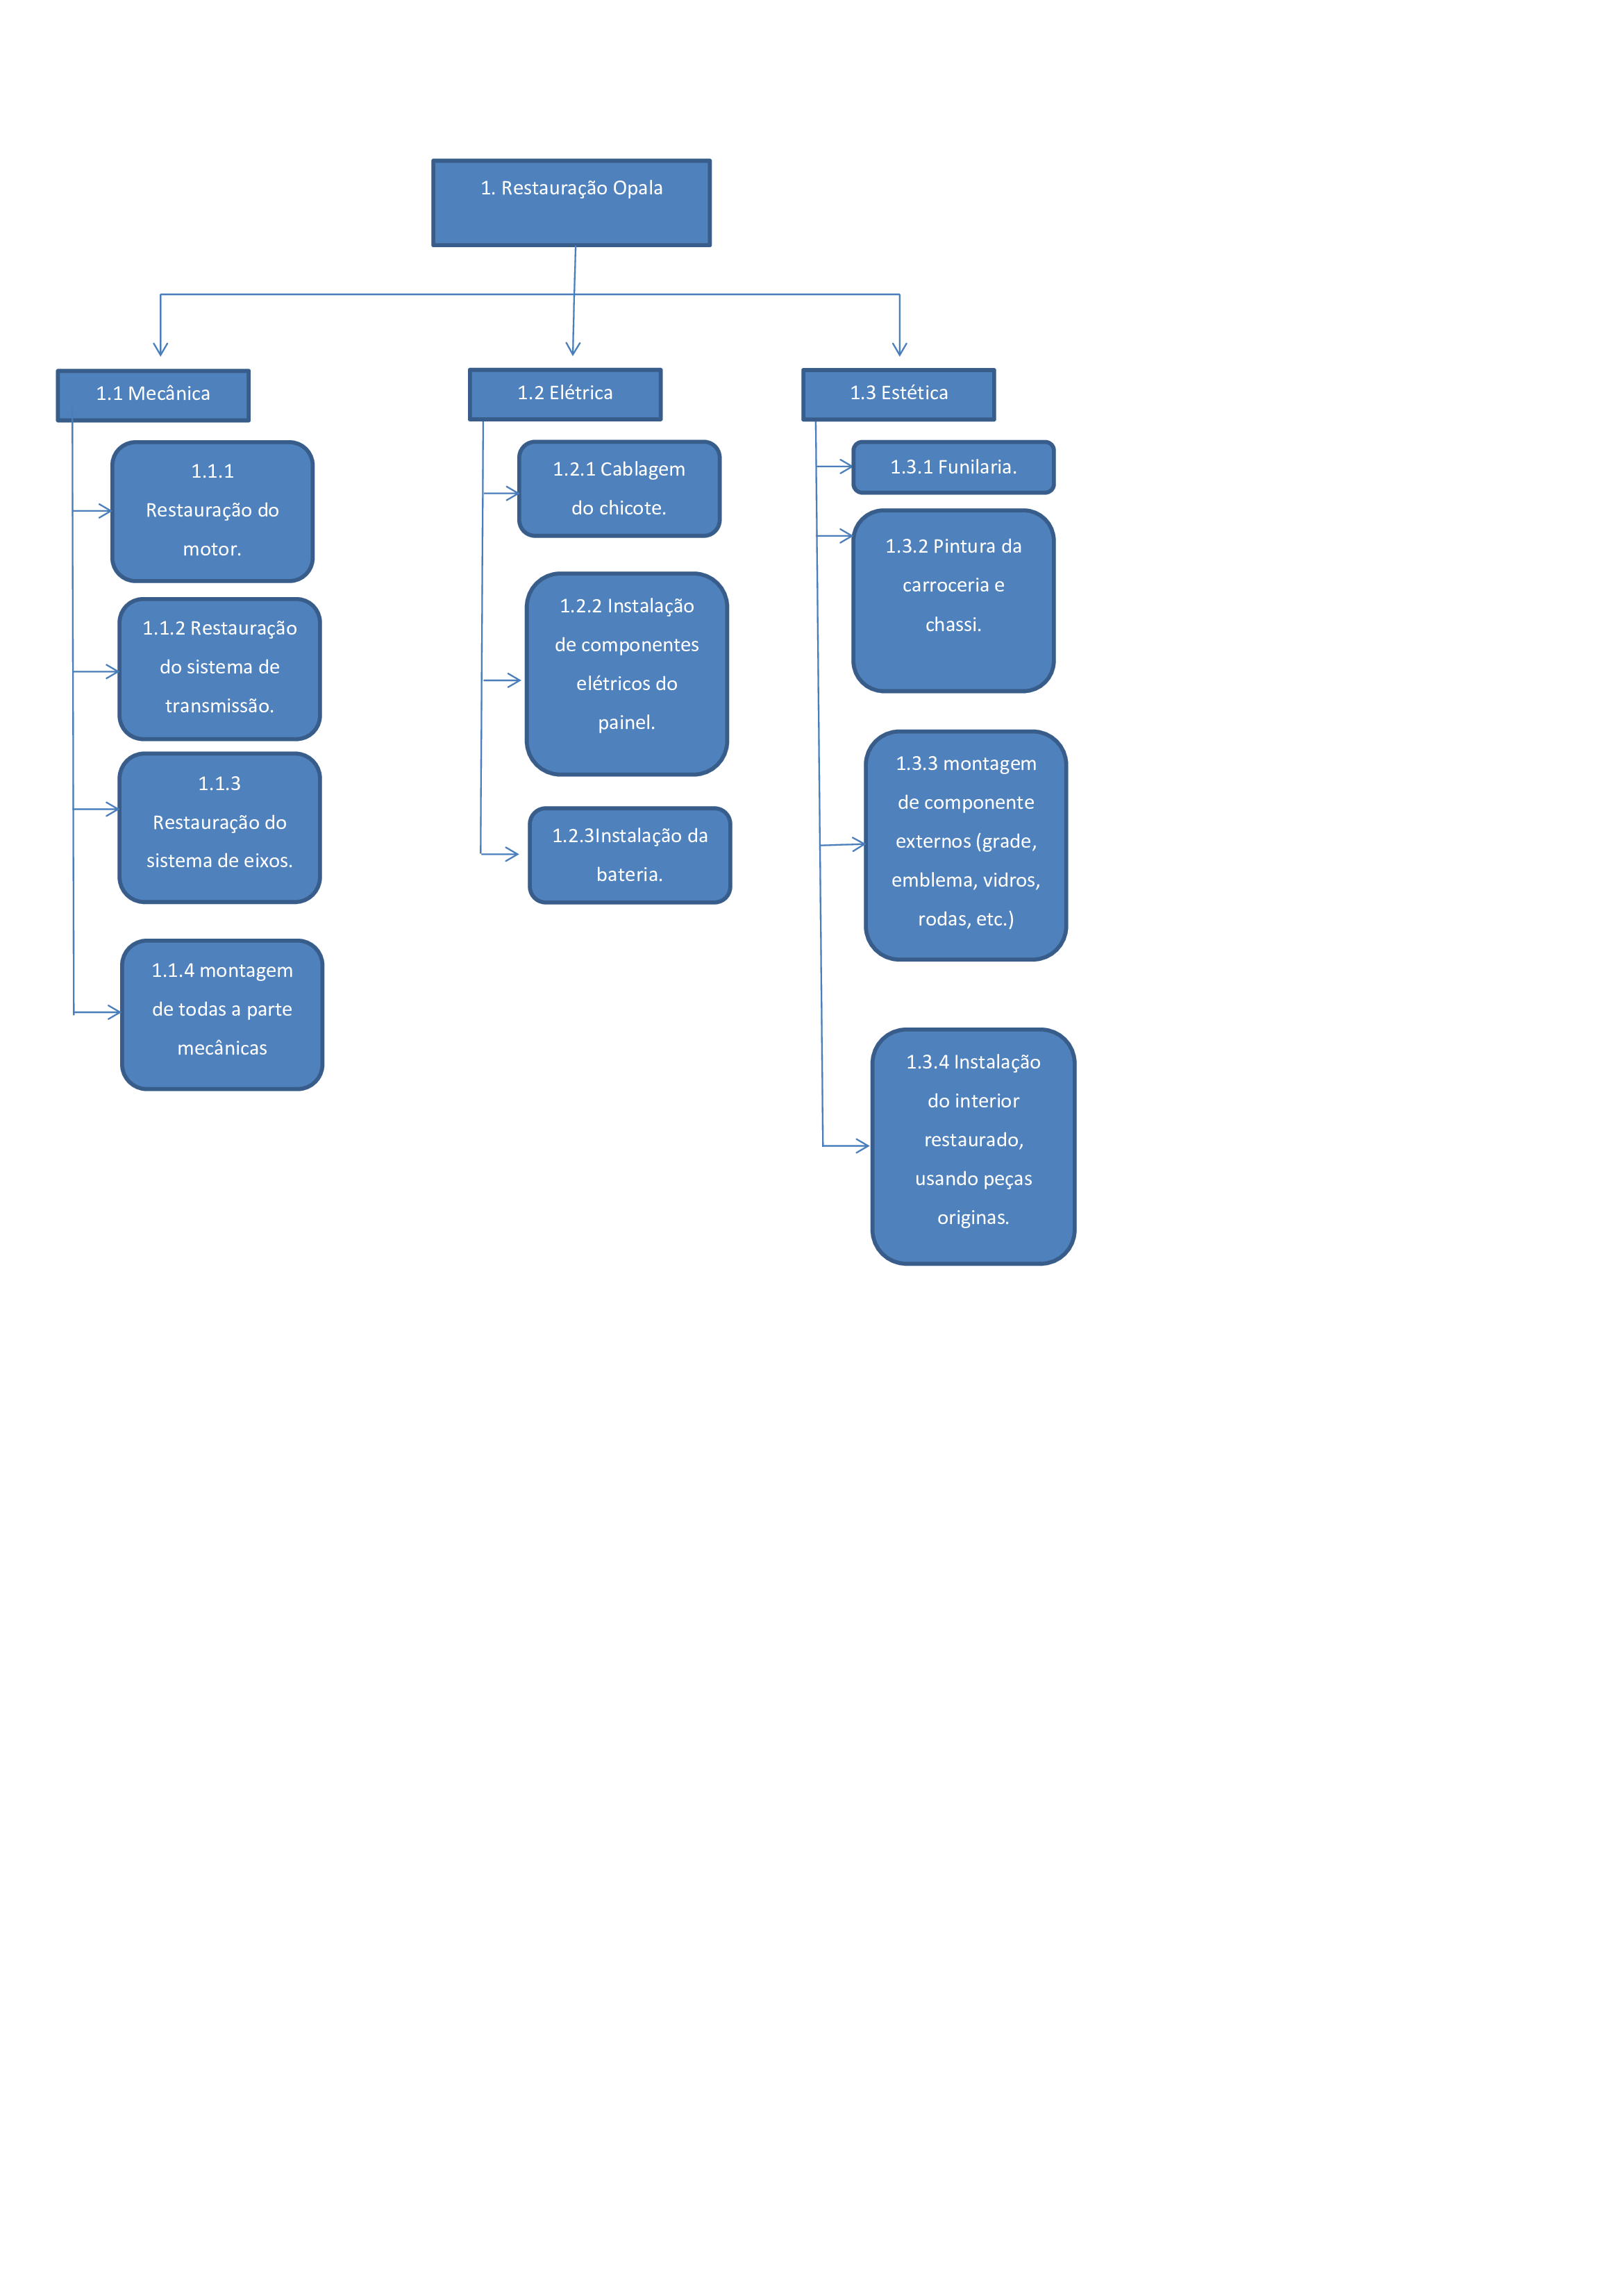 1. Restauração Opala
1.1 Mecânica
1.1.1
Restauração do
motor.
1.1.2 Restauração
do sistema de
transmissão.
1.1.3
Restauração do
sistema de eixos.
1.1.4 montagem
de todas a parte
mecânicas
1.2 Elétrica
1.2.1 Cablagem
do chicote.
1.2.2 Instalação
de componentes
elétricos do
painel.
1.2.3Instalação da
bateria.
1.3 Estética
1.3.1 Funilaria.
1.3.2 Pintura da
carroceria e
chassi.
1.3.3 montagem
de componente
externos (grade,
emblema, vidros,
rodas, etc.)
1.3.4 Instalação
do interior
restaurado,
usando peças
originas.